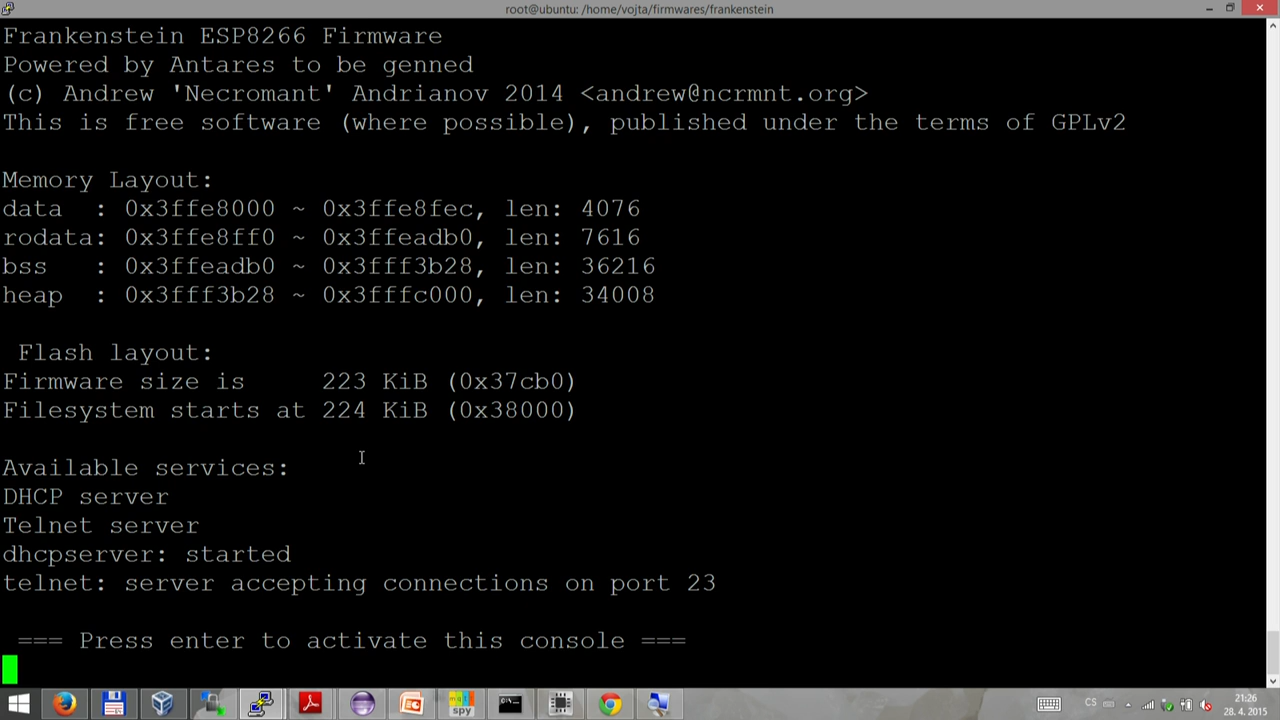 root@ubuntu: /home/vojta/firmwares/frankenstein
Frankenstein ESP8266 Firmware
Powered by Antares to be genned
(c) Andrew 'Necromant' Andrianov 2014 <andrew@ncrmnt.org>
This is free software (where possible), published under the terms of GPLv2
Memory Layout:
data   : 0x3ffe8000 ~ 0x3ffe8fec, len: 4076
rodata: 0x3ffe8ff0 ~ 0x3ffeadb0, len: 7616
bss    : 0x3ffeadb0 ~ 0x3fff3b28, len: 36216
heap   : 0x3fff3b28 ~ 0x3fffc000, len: 34008
Flash layout:
Firmware size is     223 KiB (0x37cb0)
Filesystem starts at 224 KiB (0x38000)
Available services:
DHCP server
Telnet server
dhcpserver: started
telnet: server accepting connections on port 23
=== Press enter to activate this console ===
mqtt
spy
CS
21:26
28. 4. 2015